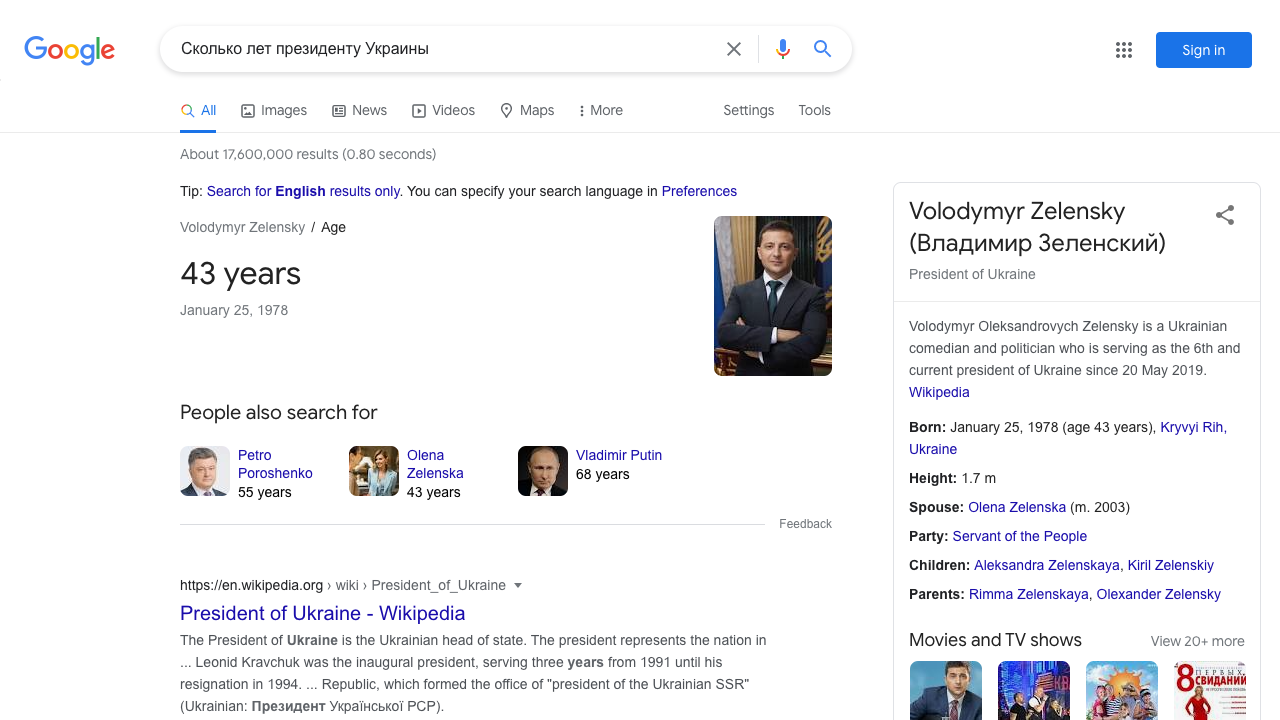 Google
Сколько лет президенту Украины
Sign in
All
Images
News
Videos
Maps
More
Settings
Tools
About 17,600,000 results (0.80 seconds)
Tip: Search for English results only. You can specify your search language in Preferences
Volodymyr Zelensky / Age
43 years
January 25, 1978
People also search for
Petro
Poroshenko
55 years
Olena
Zelenska
43 years
Vladimir Putin
68 years
Feedback
https://en.wikipedia.org › wiki › President_of_Ukraine
President of Ukraine - Wikipedia
The President of Ukraine is the Ukrainian head of state. The president represents the nation in
... Leonid Kravchuk was the inaugural president, serving three years from 1991 until his
resignation in 1994. ... Republic, which formed the office of "president of the Ukrainian SSR"
(Ukrainian: Президент Української РСР).
Volodymyr Zelensky
(Владимир Зеленский)
President of Ukraine
Volodymyr Oleksandrovych Zelensky is a Ukrainian
comedian and politician who is serving as the 6th and
current president of Ukraine since 20 May 2019.
Wikipedia
Born: January 25, 1978 (age 43 years), Kryvyi Rih,
Ukraine
Height: 1.7 m
Spouse: Olena Zelenska (m. 2003)
Party: Servant of the People
Children: Aleksandra Zelenskaya, Kiril Zelenskiy
Parents: Rimma Zelenskaya, Olexander Zelensky
Movies and TV shows
View 20+ more
8 ПЕРВЫХ
СВИДАНИЙ